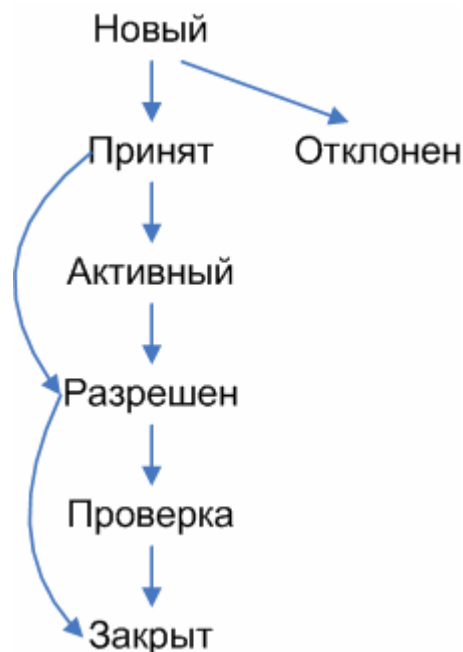 Новый
Принят
Отклонен
Активный
Разрешен
Проверка
Закрыт